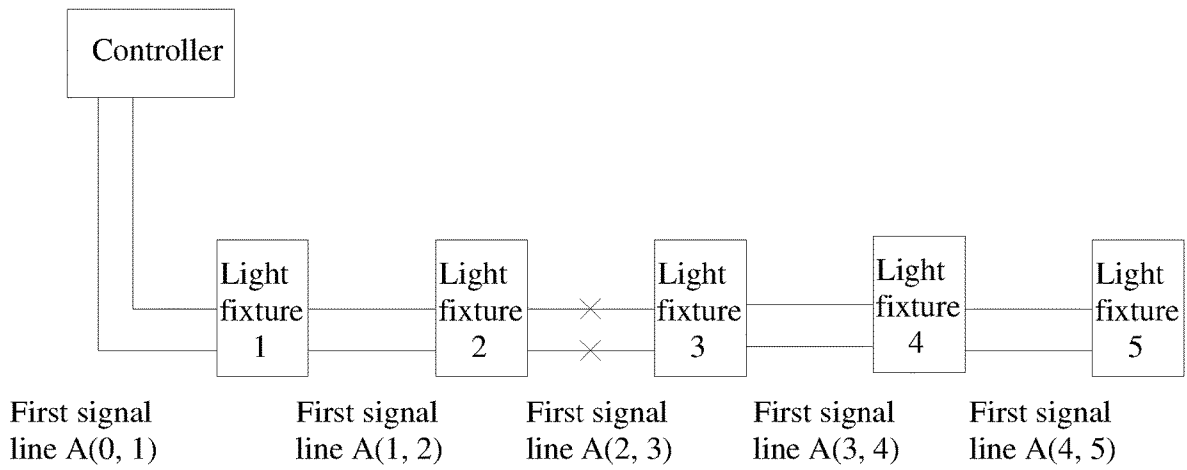 Controller
Light
fixture
1
Light
fixture
2
Light
fixture
3
Light
fixture
4
Light
fixture
5
First signal
line A(0, 1)
First signal
line A(1, 2)
First signal
line A(2, 3)
First signal
line A(3, 4)
First signal
line A(4, 5)